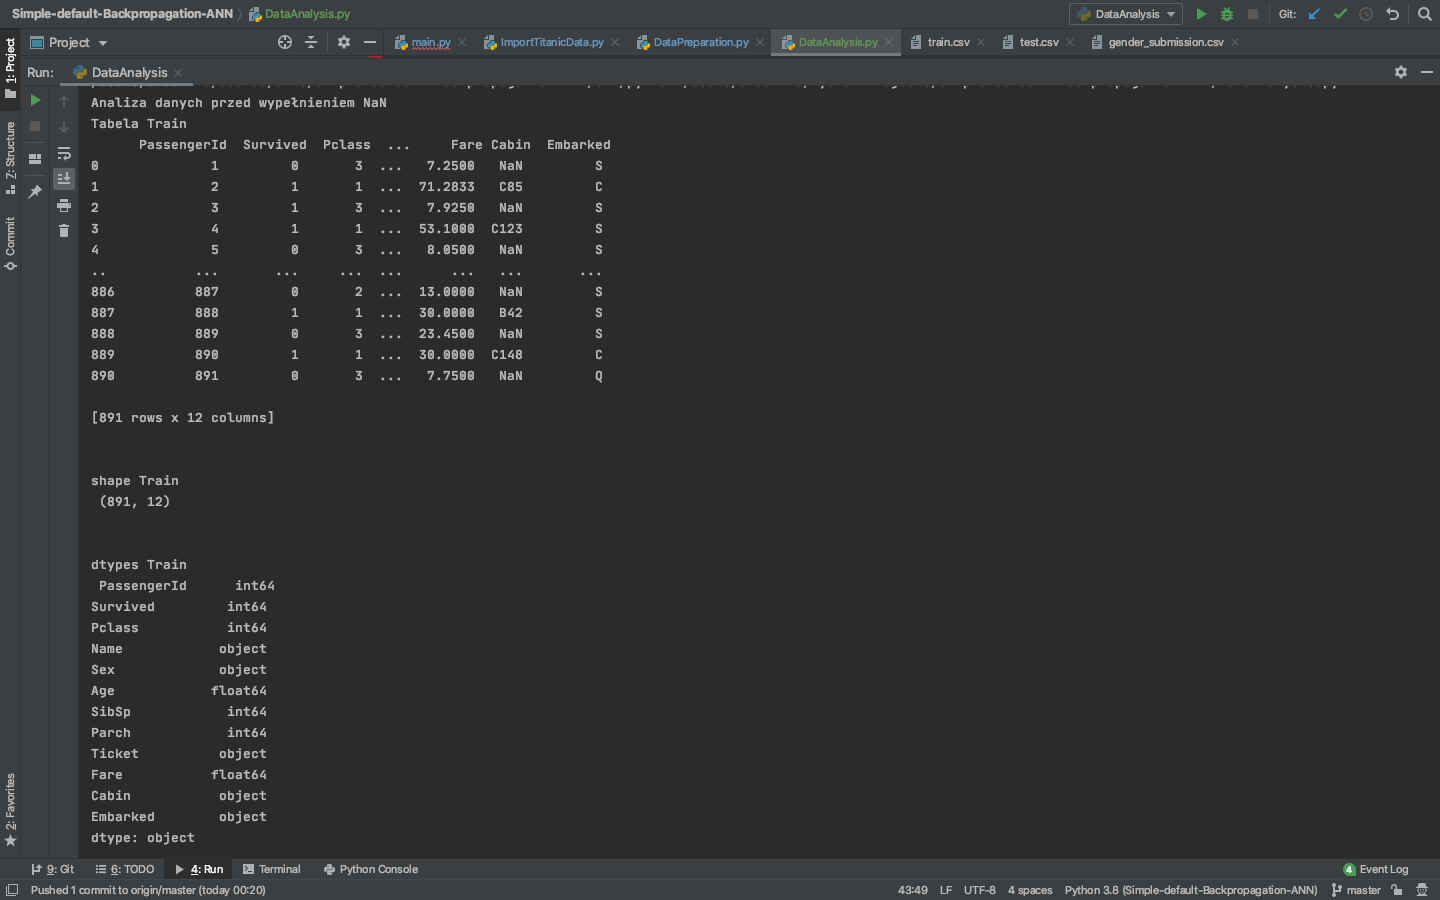 Simple-default-Backpropagation-ANN DataAnalysis.py DataAnalysis Git:
1: Project
Project main.py ImportTitanicData.py DataPreparation.py DataAnalysis.py train.csv test.csv gender_submission.csv
Run: DataAnalysis
Analiza danych przed wypełnieniem NaN
Tabela Train
PassengerId Survived Pclass ... Fare Cabin Embarked
0 1 0 3 ... 7.2500 NaN S
1 2 1 1 ... 71.2833 C85 C
2 3 1 3 ... 7.9250 NaN S
3 4 1 1 ... 53.1000 C123 S
4 5 0 3 ... 8.0500 NaN S
.. ... ... ... ... ... ... ...
886 887 0 2 ... 13.0000 NaN S
887 888 1 1 ... 30.0000 B42 S
888 889 0 3 ... 23.4500 NaN S
889 890 1 1 ... 30.0000 C148 C
890 891 0 3 ... 7.7500 NaN Q
[891 rows x 12 columns]
shape Train
(891, 12)
dtypes Train
PassengerId int64
Survived int64
Pclass int64
Name object
Sex object
Age float64
SibSp int64
Parch int64
Ticket object
Fare float64
Cabin object
Embarked object
dtype: object
Z: Structure
Commit
2: Favorites
9: Git 6: TODO 4: Run Terminal Python Console 4 Event Log
Pushed 1 commit to origin/master (today 00:20) 43:49 LF UTF-8 4 spaces Python 3.8 (Simple-default-Backpropagation-ANN) master